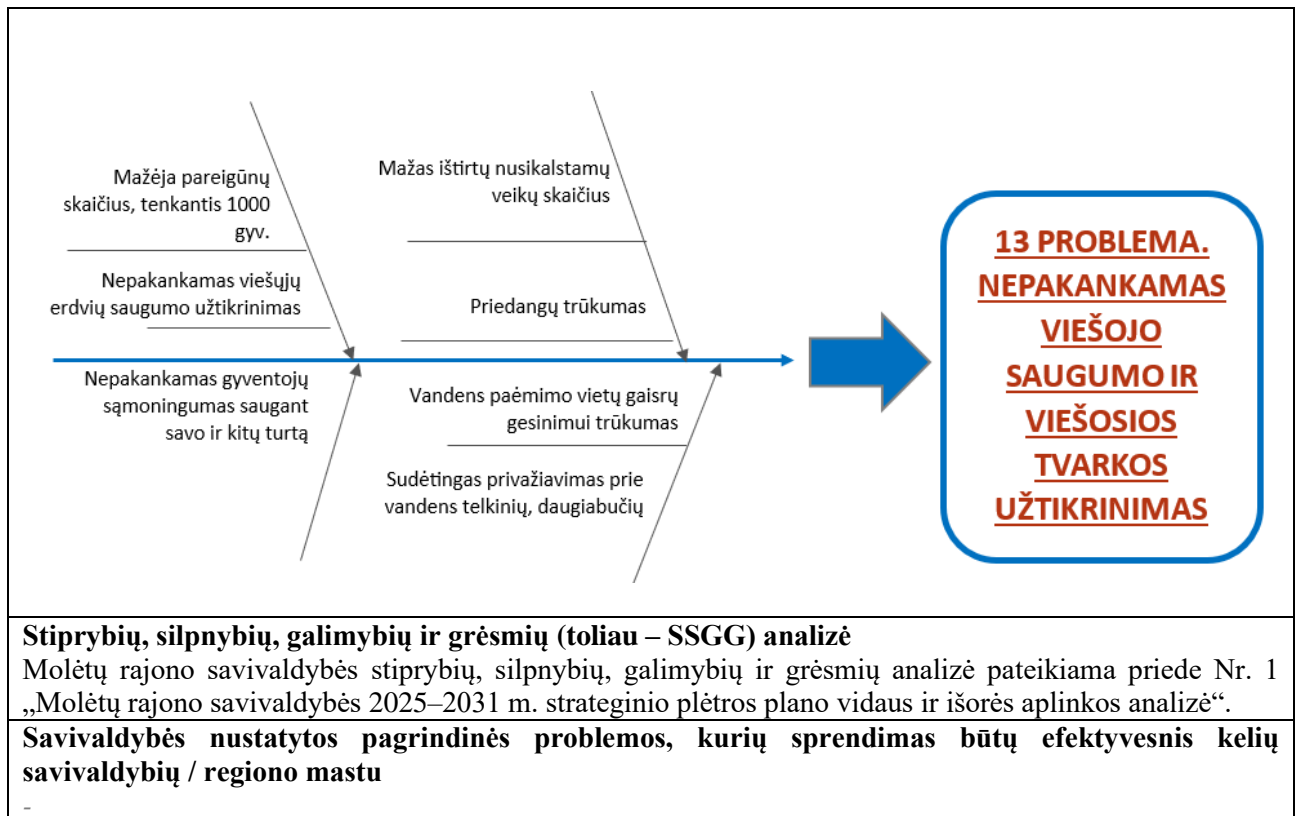 Mažėja pareigūnų
skaičius, tenkantis 1000
gyv.
Nepakankamas viešųjų
erdvių saugumo užtikrinimas
Mažas ištirtų nusikalstamų
veikų skaičius
Priedangų trūkumas
Nepakankamas gyventojų
sąmoningumas saugant
savo ir kitų turtą
Vandens paėmimo vietų gaisrų
gesinimui trūkumas
Sudėtingas privažiavimas prie
vandens telkinių, daugiabučių
13 PROBLEMA.
NEPAKANKAMAS
VIEŠOJO
SAUGUMO IR
VIEŠOSIOS
TVARKOS
UŽTIKRINIMAS
Stiprybių, silpnybių, galimybių ir grėsmių (toliau – SSGG) analizė
Molėtų rajono savivaldybės stiprybių, silpnybių, galimybių ir grėsmių analizė pateikiama priede Nr. 1
„Molėtų rajono savivaldybės 2025–2031 m. strateginio plėtros plano vidaus ir išorės aplinkos analizė“.
Savivaldybės nustatytos pagrindinės problemos, kurių sprendimas būtų efektyvesnis kelių
savivaldybių / regiono mastu
-